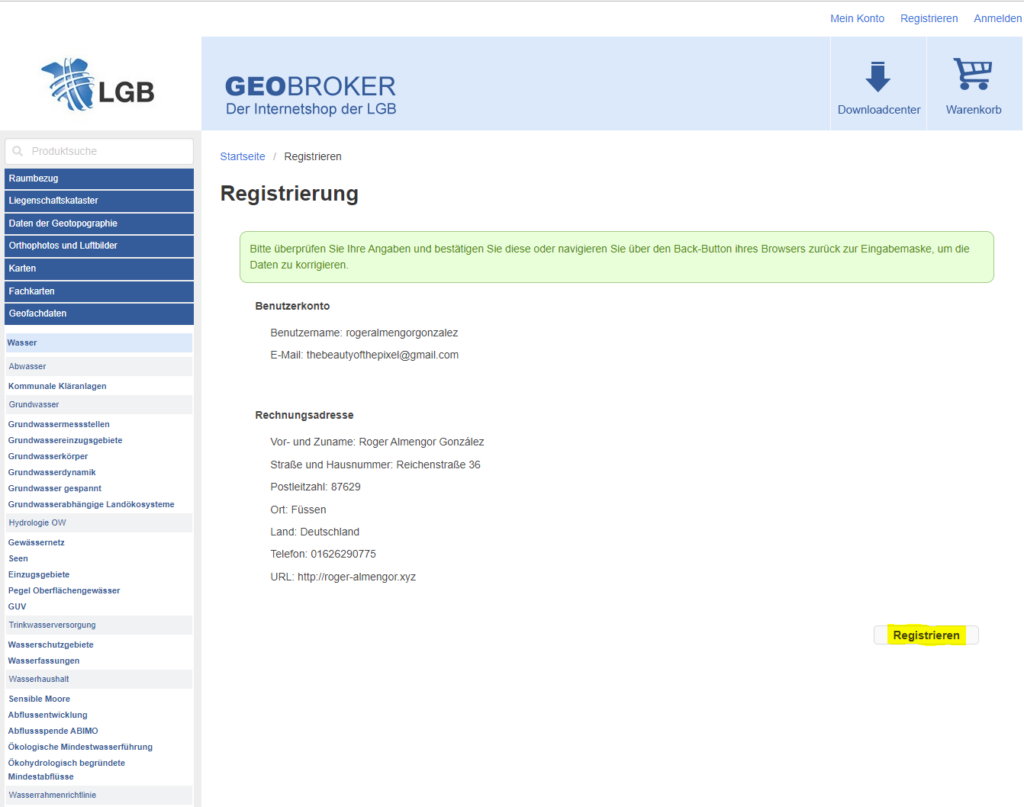 Mein Konto Registrieren Anmelden
LGB
GEOBROKER
Der Internetshop der LGB
Downloadcenter
Warenkorb
Produktsuche
Raumbezug
Liegenschaftskataster
Daten der Geotopographie
Orthophotos und Luftbilder
Karten
Fachkarten
Geofachdaten
Wasser
Abwasser
Kommunale Kläranlagen
Grundwasser
Grundwassermessstellen
Grundwassereinzugsgebiete
Grundwasserkörper
Grundwasserdynamik
Grundwasser gespannt
Grundwasserabhängige Landökosysteme
Hydrologie OW
Gewässernetz
Seen
Einzugsgebiete
Pegel Oberflächengewässer
GUV
Trinkwasserversorgung
Wasserschutzgebiete
Wasserfassungen
Wasserhaushalt
Sensible Moore
Abflussentwicklung
Abflussspende ABIMO
Ökologische Mindestwasserführung
Ökohydrologisch begründete
Mindestabflüsse
Wasserrahmenrichtlinie
Startseite / Registrieren
Registrierung
Bitte überprüfen Sie Ihre Angaben und bestätigen Sie diese oder navigieren Sie über den Back-Button ihres Browsers zurück zur Eingabemaske, um die
Daten zu korrigieren.
Benutzerkonto
Benutzername: rogeralmengorgonzalez
E-Mail: thebeautyofthepixel@gmail.com
Rechnungsadresse
Vor- und Zuname: Roger Almengor González
Straße und Hausnummer: Reichenstraße 36
Postleitzahl: 87629
Ort: Füssen
Land: Deutschland
Telefon: 01626290775
URL: http://roger-almengor.xyz
Registrieren